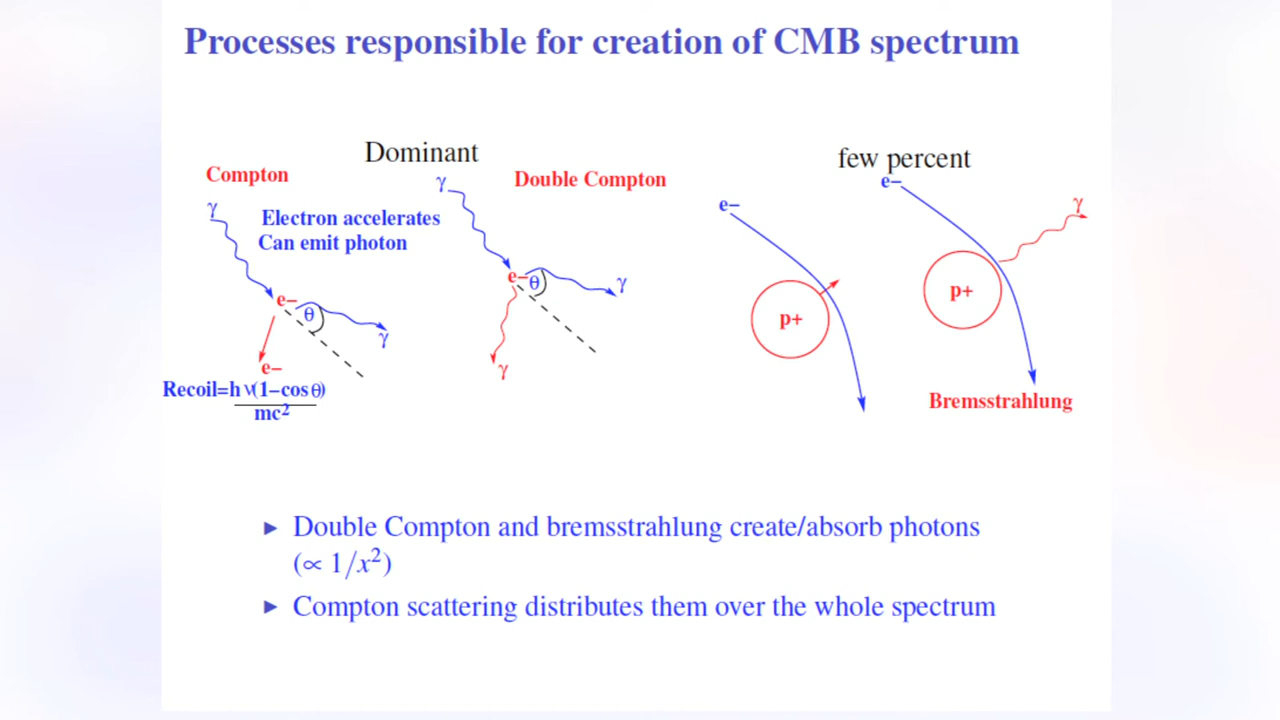 Processes responsible for creation of CMB spectrum
Dominant
few percent
Compton
Double Compton
γ
Electron accelerates
Can emit photon
e–
θ
γ
e–
Recoil=hν(1–cosθ)
mc²
γ
e–
θ
γ
γ
e–
p+
e–
γ
p+
Bremsstrahlung
► Double Compton and bremsstrahlung create/absorb photons
(∝ 1/x²)
► Compton scattering distributes them over the whole spectrum